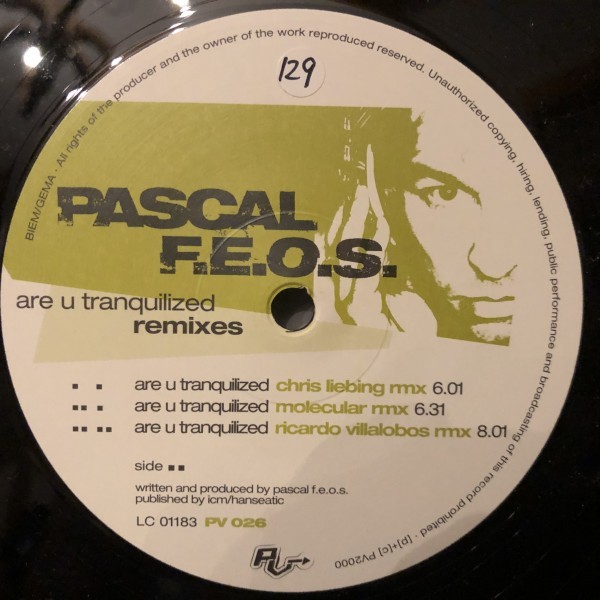 129
BIEM/GEMA · All rights of the producer and the owner of the work reproduced reserved. Unauthorized copying, hiring, lending, public performance and broadcasting of this record prohibited · [p]+[c] PV2000
PASCAL
F.E.O.S.
are u tranquilized
remixes
are u tranquilized chris liebing rmx 6.01
are u tranquilized molecular rmx 6.31
are u tranquilized ricardo villalobos rmx 8.01
side
written and produced by pascal f.e.o.s.
published by icm/hanseatic
LC 01183 PV 026
PV